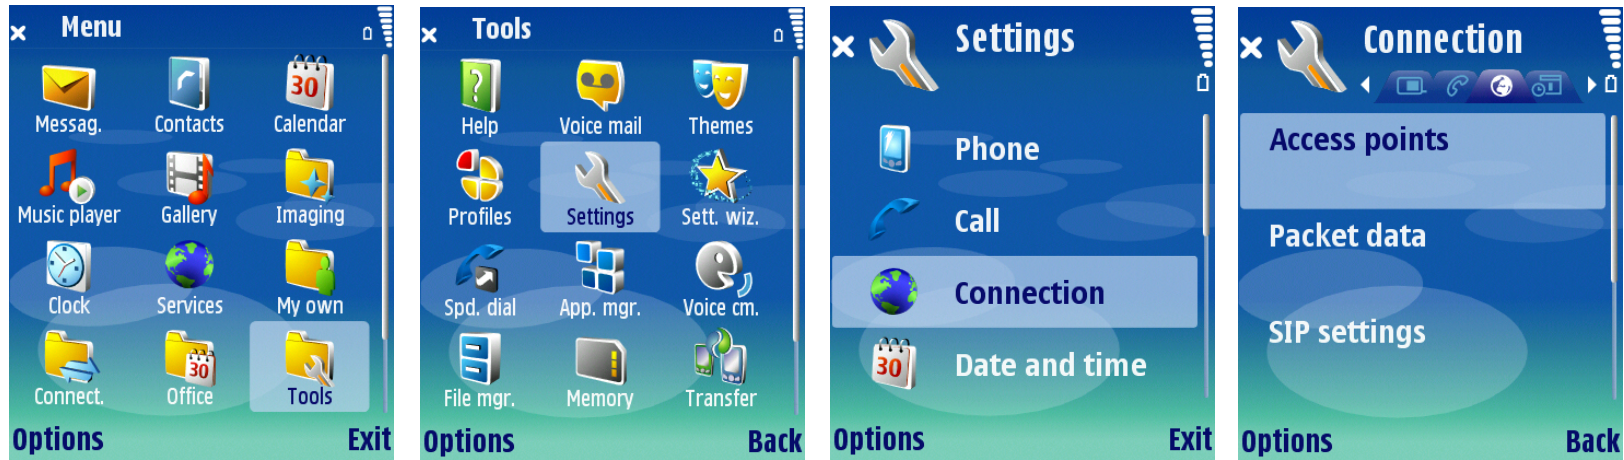 Menu
Messag. Contacts Calendar
30
Music player Gallery Imaging
Clock Services My own
30
Connect. Office Tools
Options Exit
Tools
Help Voice mail Themes
Profiles Settings Sett. wiz.
Spd. dial App. mgr. Voice cm.
File mgr. Memory Transfer
Options Back
Settings
Phone
Call
Connection
30
Date and time
Options Exit
Connection
Access points
Packet data
SIP settings
Options Back